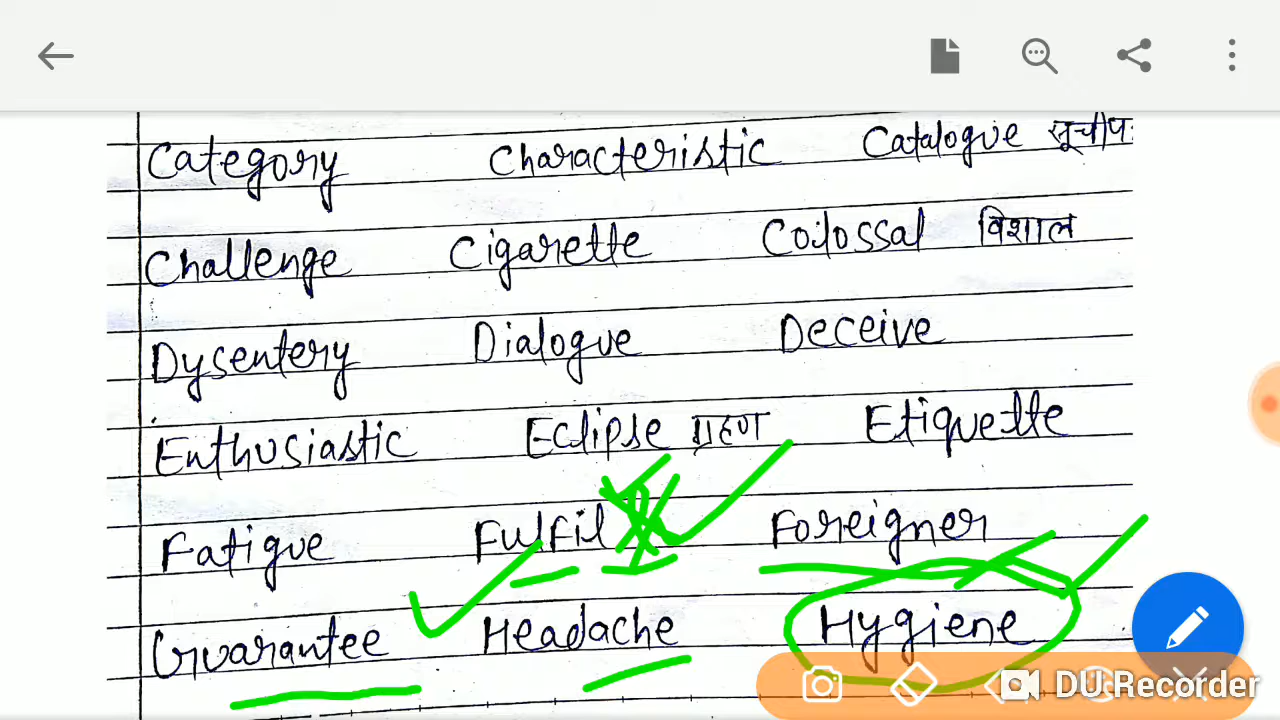 Category Characteristic Catalogue सूचीप
Challenge Cigarette Collossal विशाल
Dysentery Dialogue Deceive
Enthusiastic Eclipse ग्रहण Etiquette
Fatigue Fulfil Foreigner
Guarantee Headache Hygiene
DU Recorder